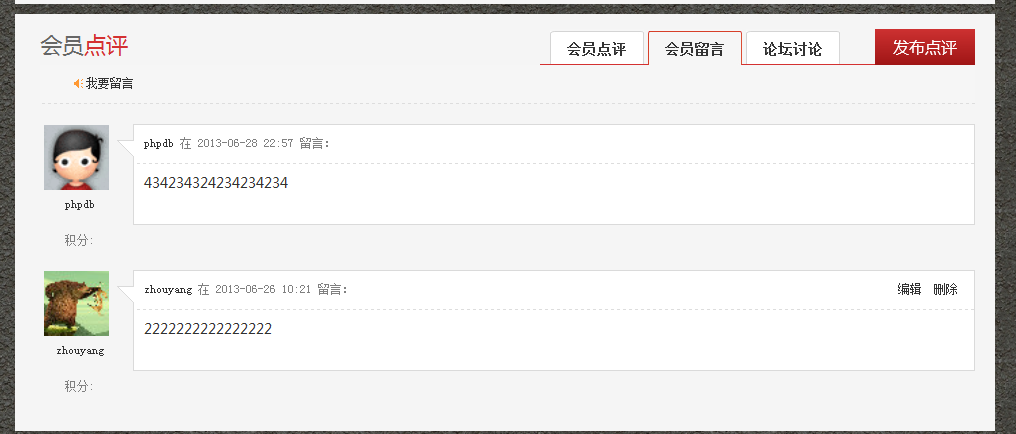 会员点评
会员点评 会员留言 论坛讨论 发布点评
我要留言
phpdb 在 2013-06-28 22:57 留言:
434234324234234234
phpdb
积分:
zhouyang 在 2013-06-26 10:21 留言: 编辑 删除
2222222222222222
zhouyang
积分: